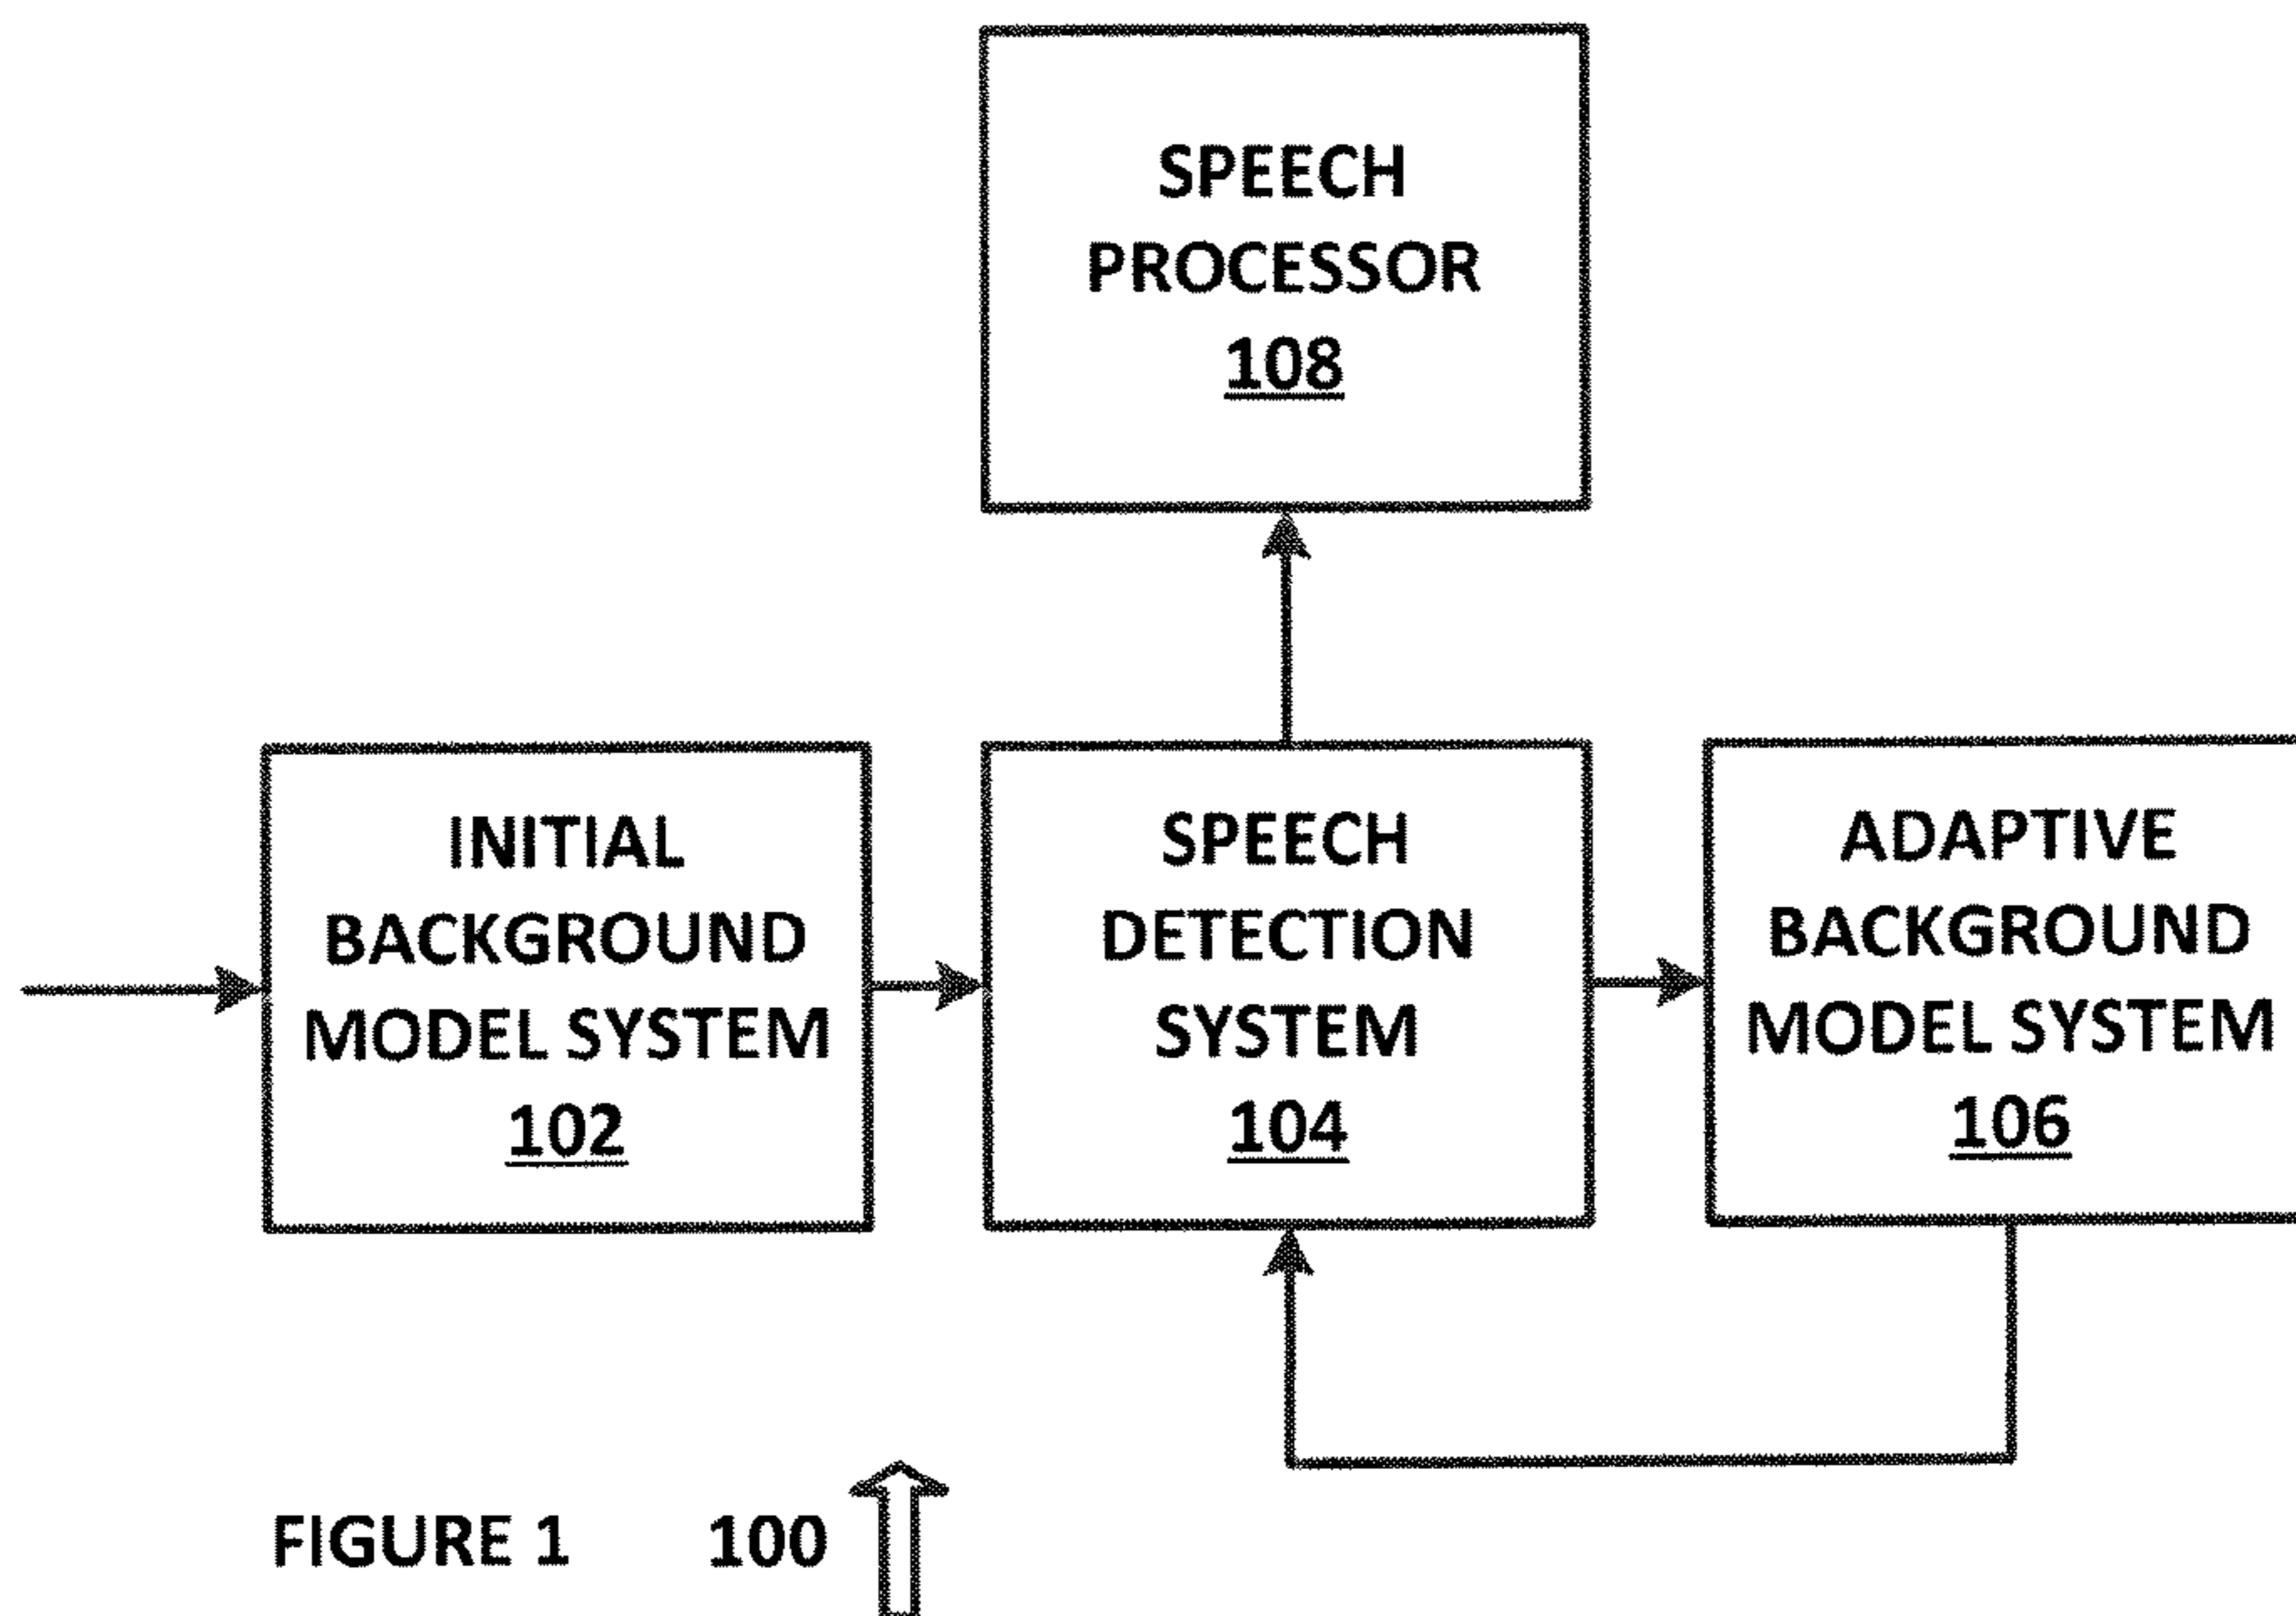 SPEECH
PROCESSOR
108
INITIAL
BACKGROUND
MODEL SYSTEM
102
SPEECH
DETECTION
SYSTEM
104
ADAPTIVE
BACKGROUND
MODEL SYSTEM
106
FIGURE 1 100